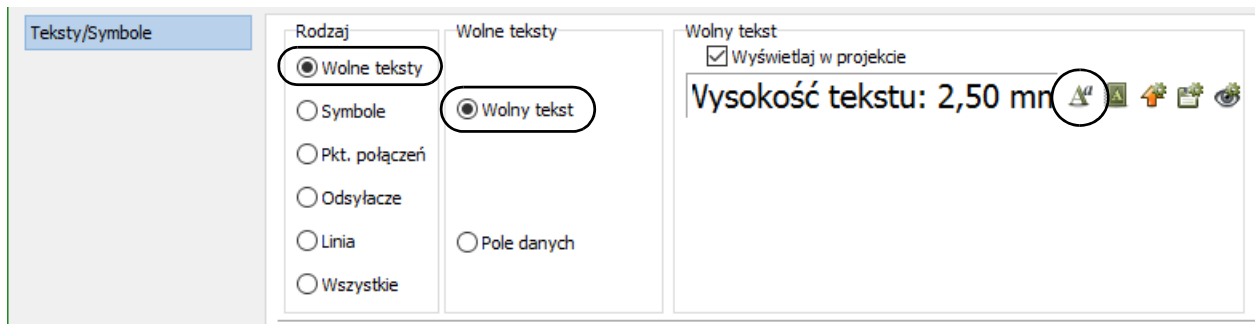 Teksty/Symbole
Rodzaj
Wolne teksty
Symbole
Pkt. połączeń
Odsyłacze
Linia
Wszystkie
Wolne teksty
Wolny tekst
Pole danych
Wolny tekst
Wyświetlaj w projekcie
Wysokość tekstu: 2,50 mm